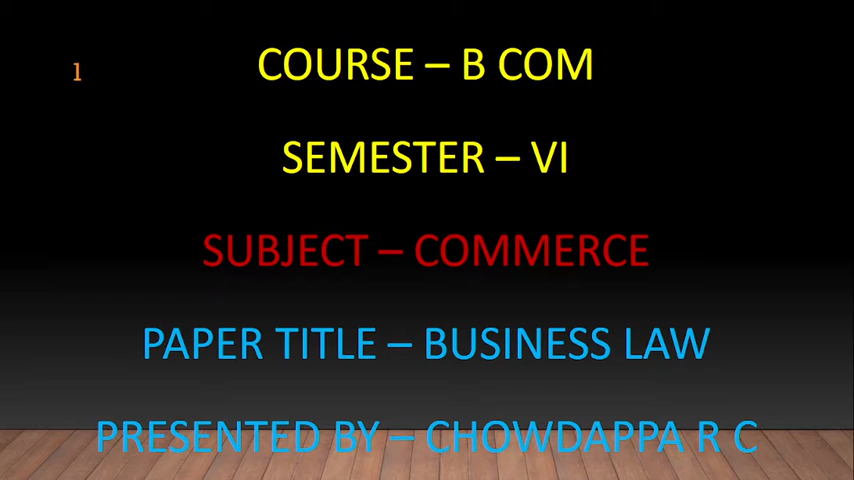 1
COURSE – B COM
SEMESTER – VI
SUBJECT – COMMERCE
PAPER TITLE – BUSINESS LAW
PRESENTED BY – CHOWDAPPA R C